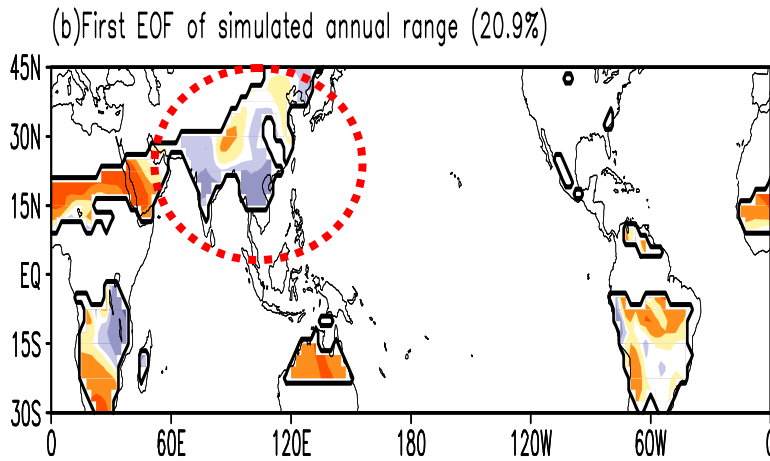 (b)First EOF of simulated annual range (20.9%)
45N
30N
15N
EQ
15S
30S
0 60E 120E 180 120W 60W 0